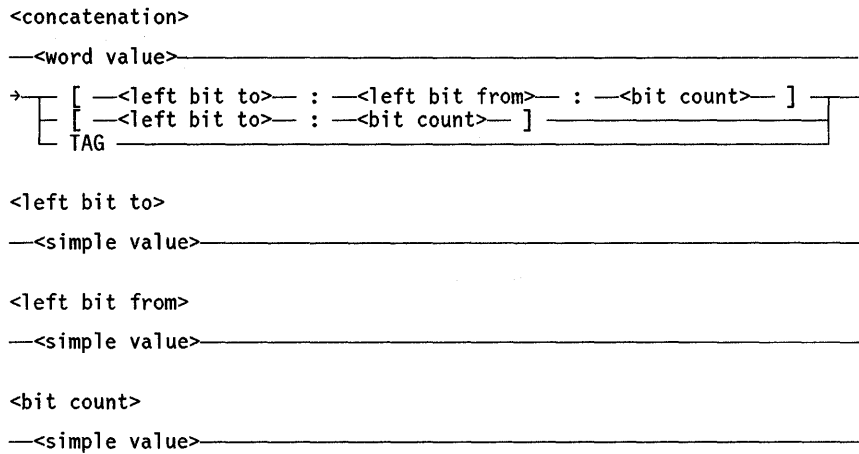 <concatenation>
—<word value>—
→ [ —<left bit to>— : —<left bit from>— : —<bit count>— ]
[ —<left bit to>— : —<bit count>— ]
TAG
<left bit to>
—<simple value>—
<left bit from>
—<simple value>—
<bit count>
—<simple value>—